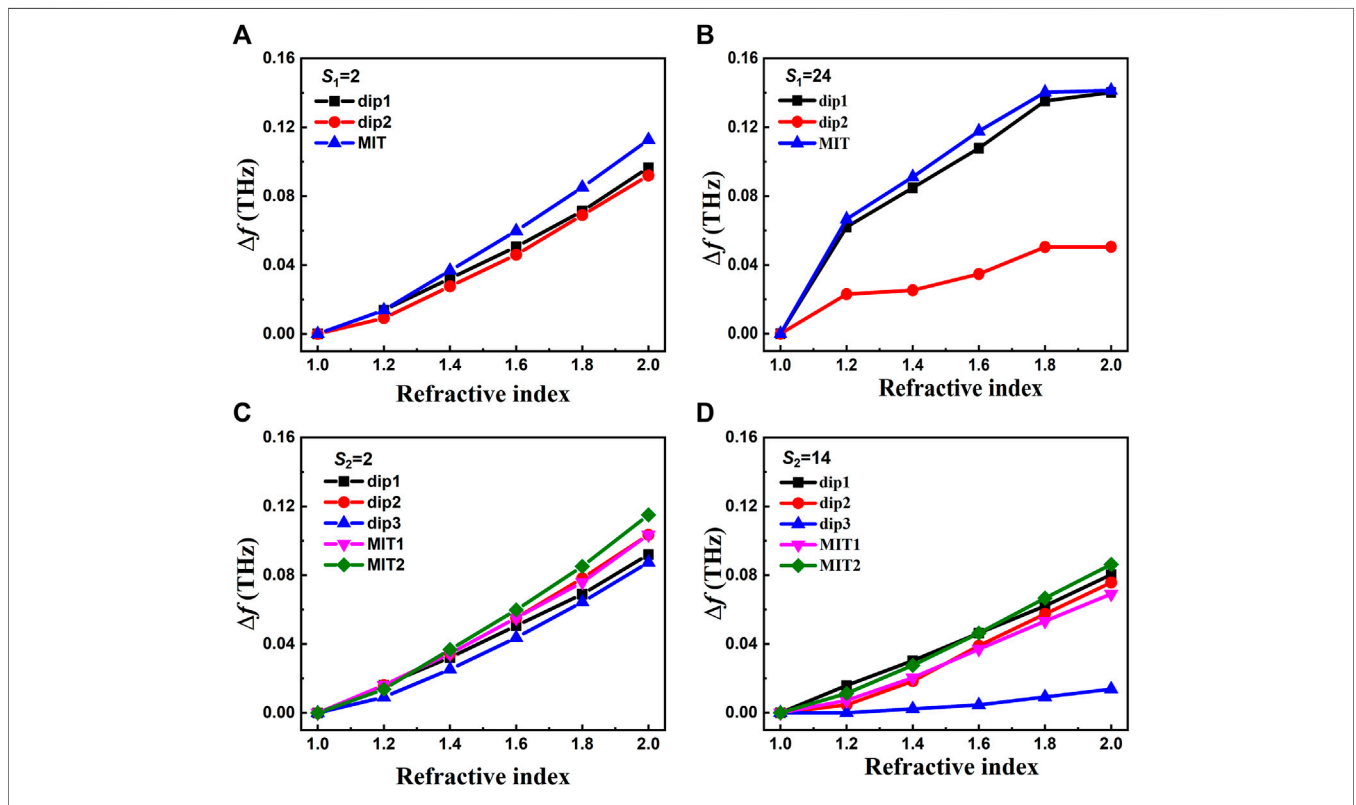 A
S1=2
dip1
dip2
MIT
0.16
0.12
0.08
0.04
0.00
Δf (THz)
1.0 1.2 1.4 1.6 1.8 2.0
Refractive index
B
S1=24
dip1
dip2
MIT
0.16
0.12
0.08
0.04
0.00
Δf (THz)
1.0 1.2 1.4 1.6 1.8 2.0
Refractive index
C
S2=2
dip1
dip2
dip3
MIT1
MIT2
0.16
0.12
0.08
0.04
0.00
Δf (THz)
1.0 1.2 1.4 1.6 1.8 2.0
Refractive index
D
S2=14
dip1
dip2
dip3
MIT1
MIT2
0.16
0.12
0.08
0.04
0.00
Δf (THz)
1.0 1.2 1.4 1.6 1.8 2.0
Refractive index